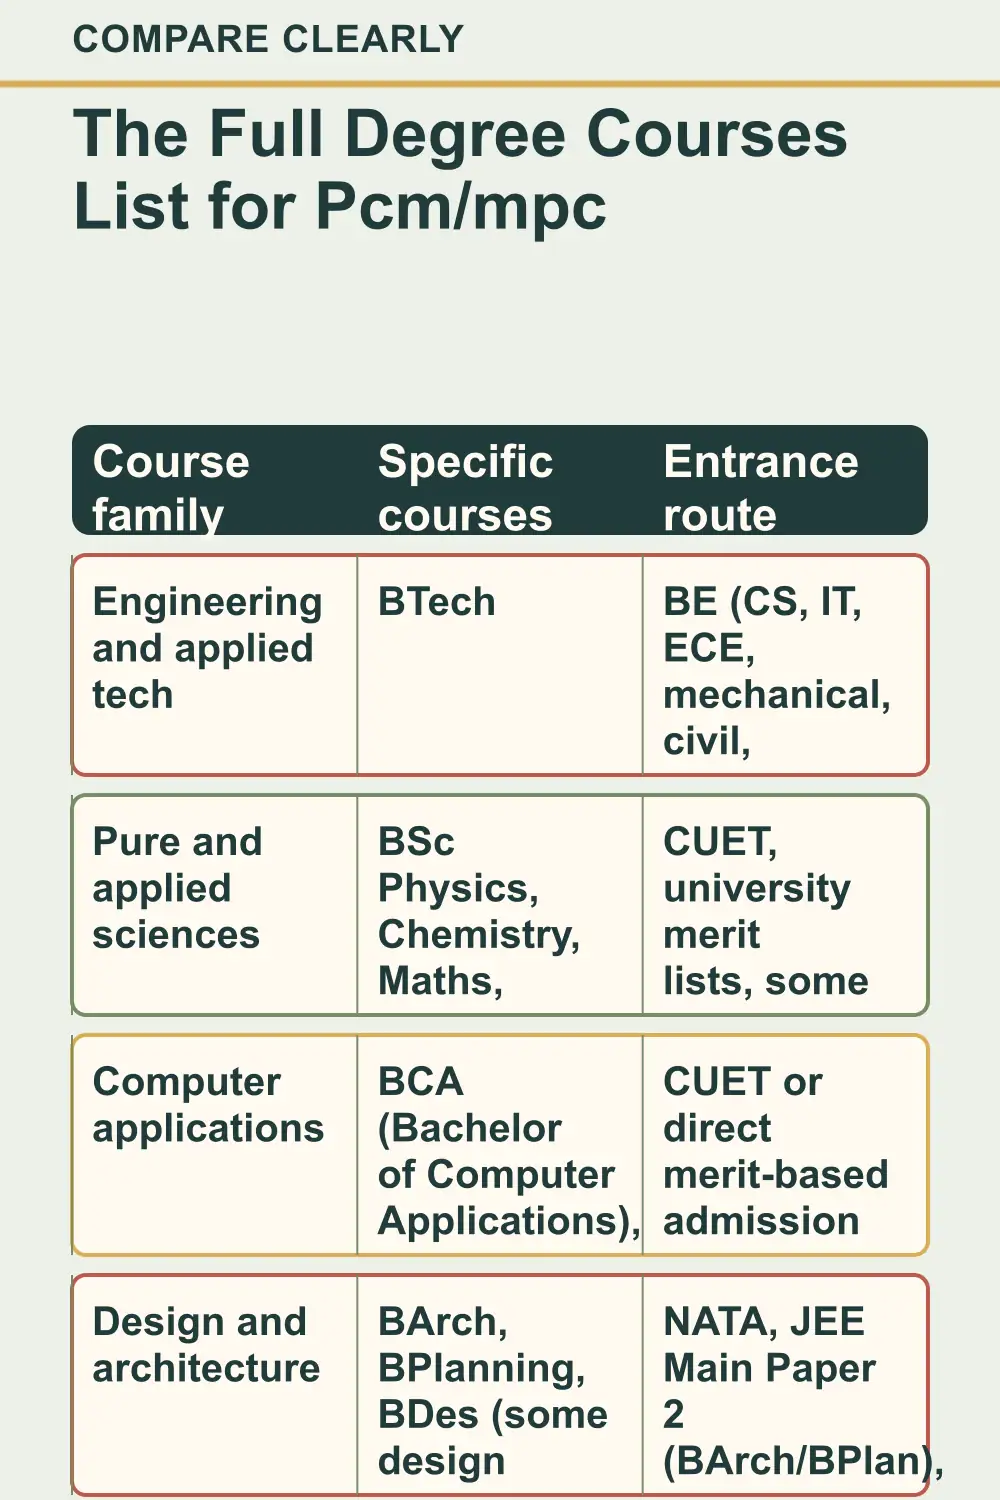 COMPARE CLEARLY
The Full Degree Courses
List for Pcm/mpc
Course
family
Specific
courses
Entrance
route
Engineering
and applied
tech
BTech
BE (CS, IT,
ECE,
mechanical,
civil,
Pure and
applied
sciences
BSc
Physics,
Chemistry,
Maths,
CUET,
university
merit
lists, some
Computer
applications
BCA
(Bachelor
of Computer
Applications),
CUET or
direct
merit-based
admission
Design and
architecture
BArch,
BPlanning,
BDes (some
design
NATA, JEE
Main Paper
2
(BArch/BPlan),